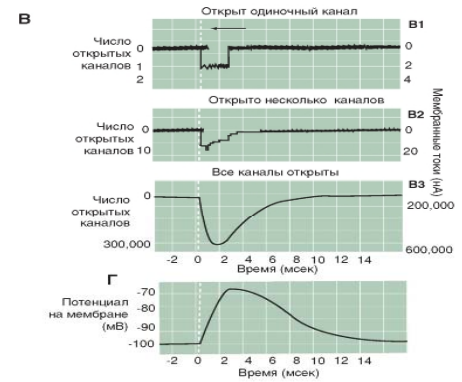 В
Открыт одиночный канал
В1
Число
открытых
каналов
0
1
2
0
2
4
Открыто несколько каналов
В2
Число
открытых
каналов
0
10
0
20
Мембранные токи (нА)
Все каналы открыты
В3
Число
открытых
каналов
0
300,000
200,000
600,000
-2 0 2 4 6 8 10 12 14
Время (мсек)
Г
Потенциал
на мембране
(мВ)
-70
-80
-90
-100
-2 0 2 4 6 8 10 12 14
Время (мсек)